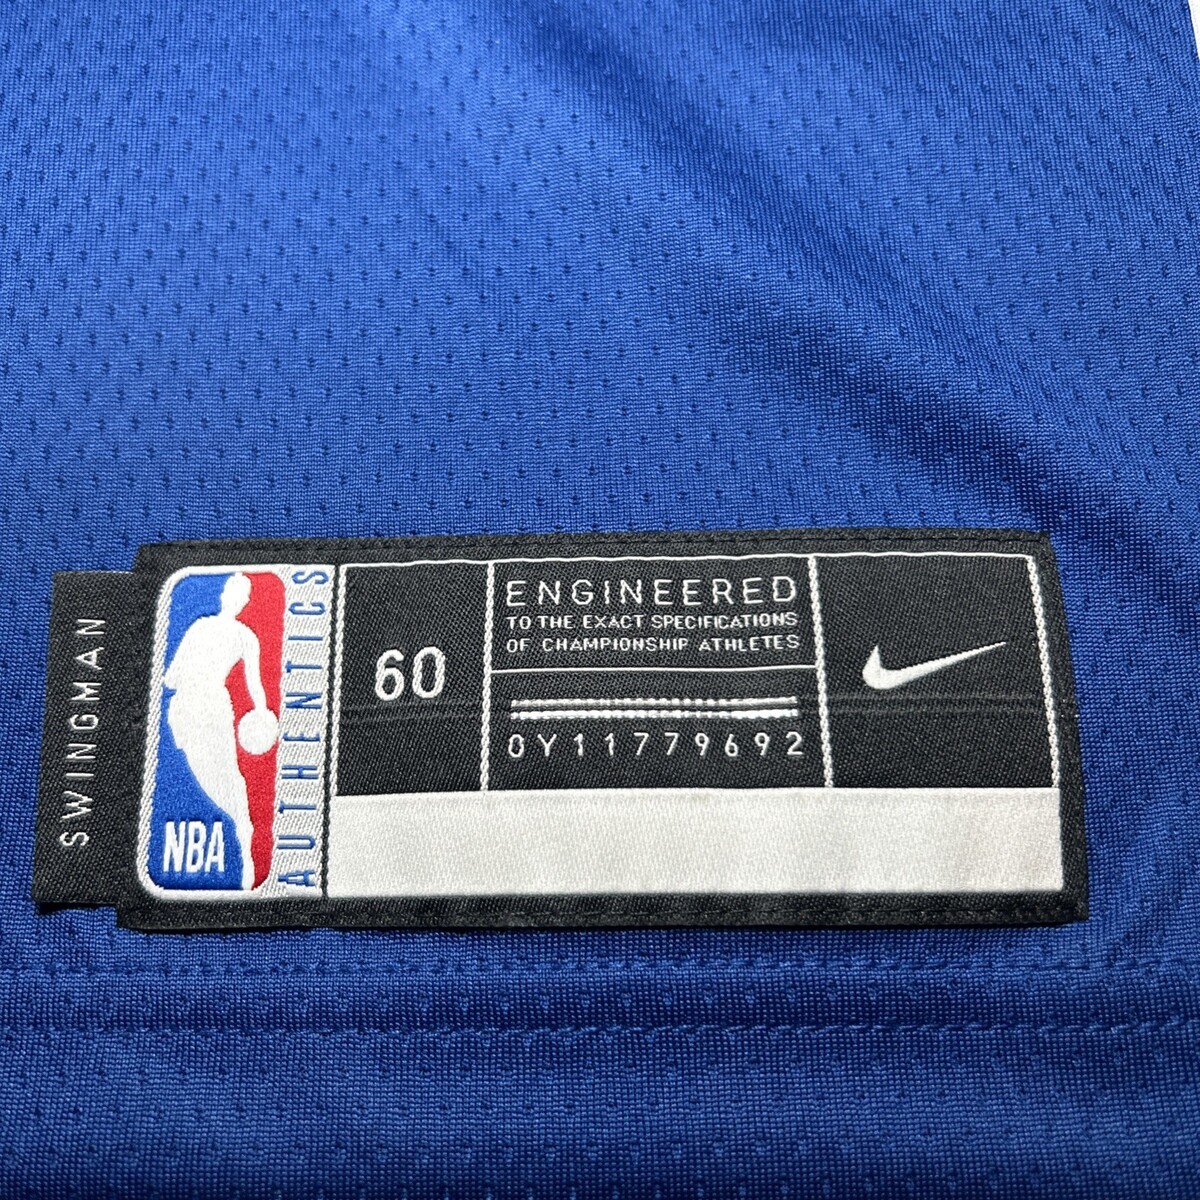 SWINGMAN
NBA
AUTHENTICS
60
ENGINEERED
TO THE EXACT SPECIFICATIONS
OF CHAMPIONSHIP ATHLETES
0Y11779692